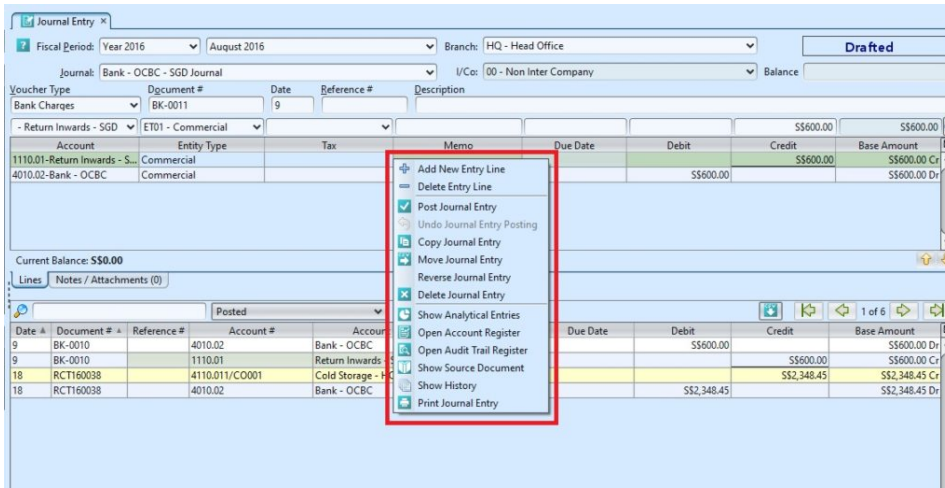 Journal Entry ×
? Fiscal Period: Year 2016 August 2016 Branch: HQ - Head Office Drafted
Journal: Bank - OCBC - SGD Journal I/Co: 00 - Non Inter Company Balance
Voucher Type Document # Date Reference # Description
Bank Charges BK-0011 9
- Return Inwards - SGD ET01 - Commercial S$600.00 S$600.00
Account Entity Type Tax Memo Due Date Debit Credit Base Amount
1110.01-Return Inwards - S... Commercial S$600.00 S$600.00 Cr
4010.02-Bank - OCBC Commercial S$600.00 S$600.00 Dr
Add New Entry Line
Delete Entry Line
Post Journal Entry
Undo Journal Entry Posting
Copy Journal Entry
Move Journal Entry
Reverse Journal Entry
Delete Journal Entry
Show Analytical Entries
Open Account Register
Open Audit Trail Register
Show Source Document
Show History
Print Journal Entry
Current Balance: S$0.00
Lines Notes / Attachments (0)
Posted 1 of 6
Date Document # Reference # Account # Accoun Due Date Debit Credit Base Amount
9 BK-0010 4010.02 Bank - OCBC S$600.00 S$600.00 Dr
9 BK-0010 1110.01 Return Inwards - S$600.00 S$600.00 Cr
18 RCT160038 4110.011/CO001 Cold Storage - S$2,348.45 S$2,348.45 Cr
18 RCT160038 4010.02 Bank - OCBC S$2,348.45 S$2,348.45 Dr